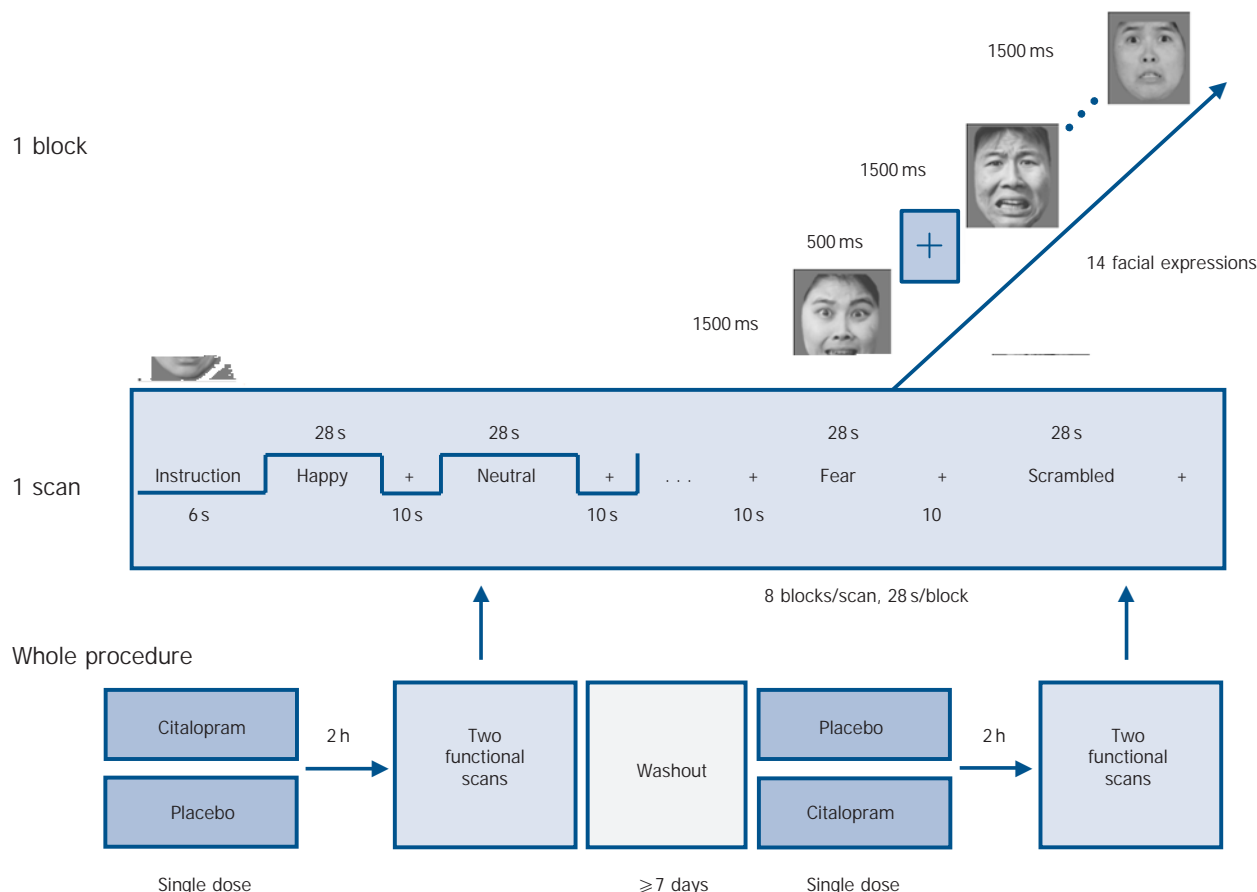 1500 ms
1 block
1500 ms
500 ms
14 facial expressions
1500 ms
28 s 28 s 28 s 28 s
1 scan
Instruction Happy + Neutral + . . . + Fear + Scrambled +
6 s 10 s 10 s 10 s 10
8 blocks/scan, 28 s/block
Whole procedure
Citalopram
2 h
Placebo
Two
functional
scans
Washout
Placebo
2 h
Citalopram
Two
functional
scans
Single dose ⩾7 days Single dose